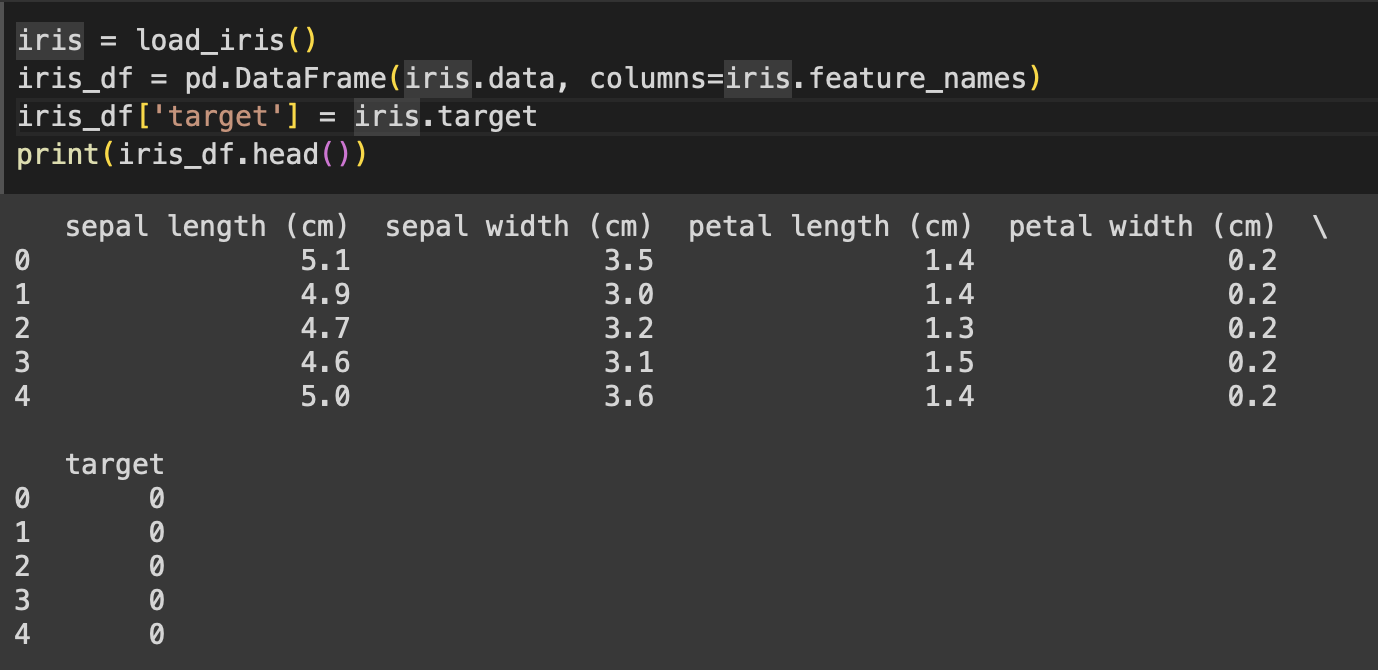 iris = load_iris()
iris_df = pd.DataFrame(iris.data, columns=iris.feature_names)
iris_df['target'] = iris.target
print(iris_df.head())
   sepal length (cm)  sepal width (cm)  petal length (cm)  petal width (cm)  \
0                5.1               3.5                1.4               0.2
1                4.9               3.0                1.4               0.2
2                4.7               3.2                1.3               0.2
3                4.6               3.1                1.5               0.2
4                5.0               3.6                1.4               0.2
   target
0       0
1       0
2       0
3       0
4       0